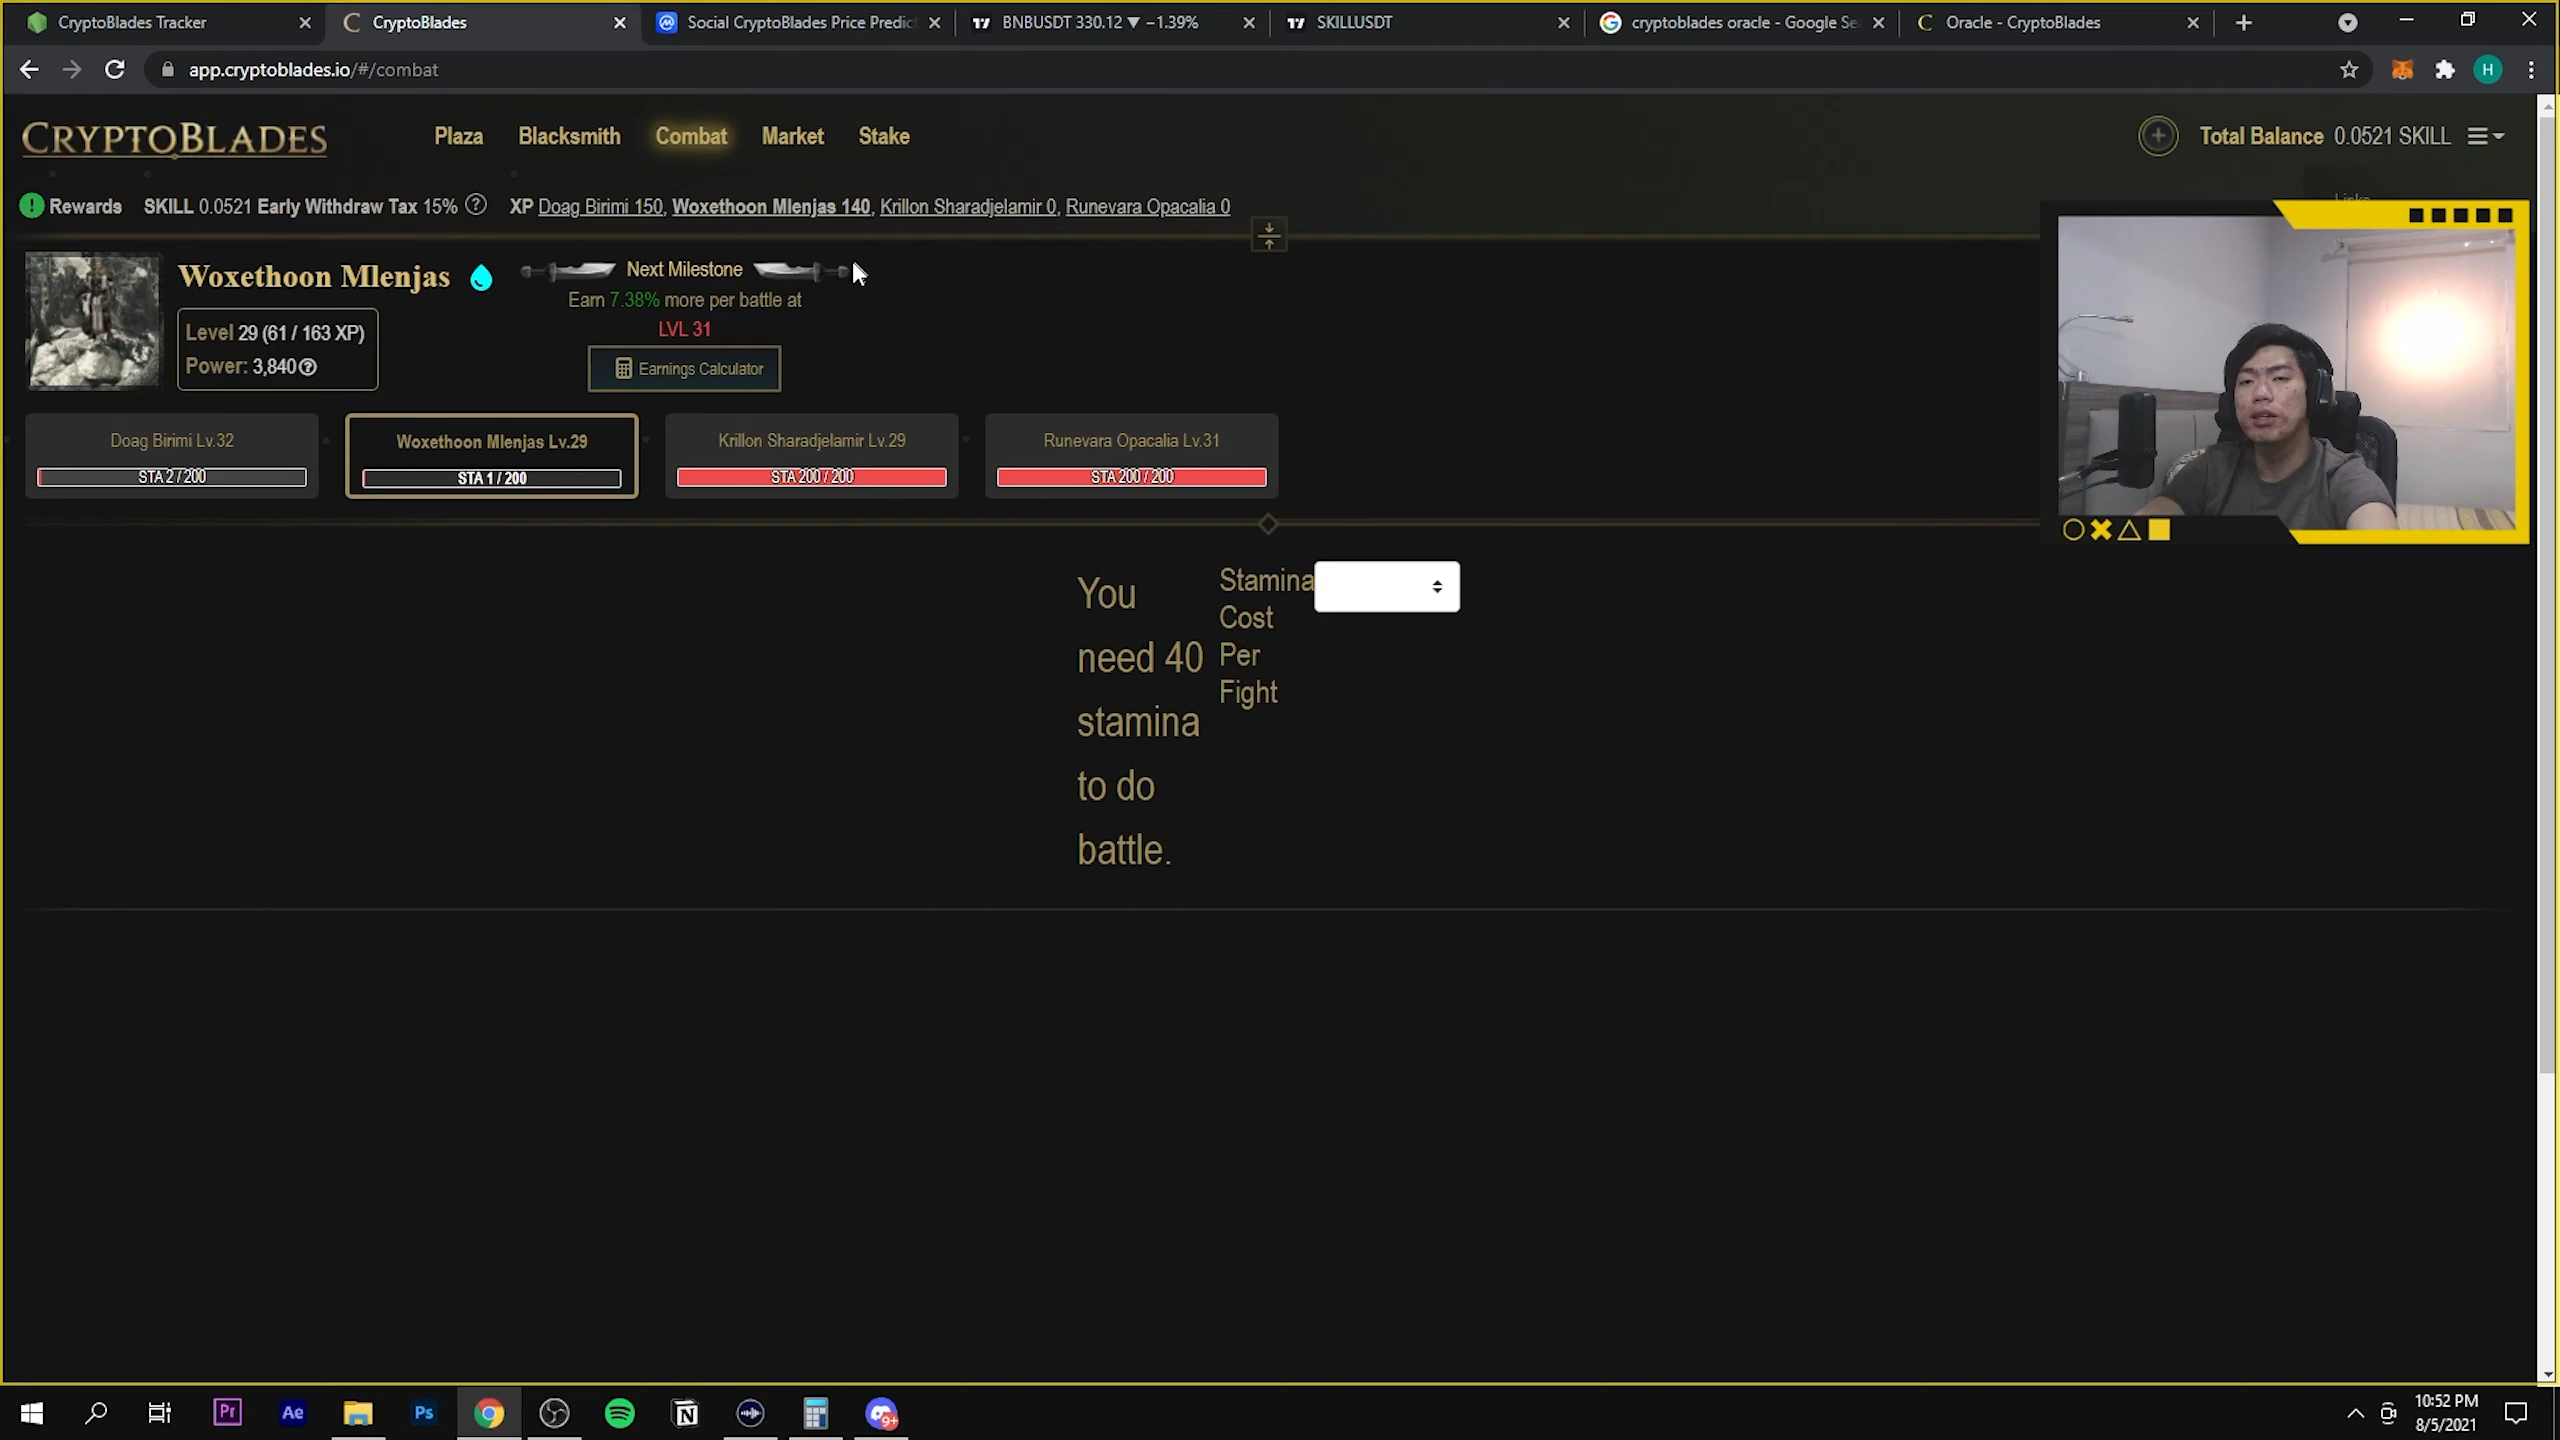 CryptoBlades Tracker
CryptoBlades
Social CryptoBlades Price Predic
BNBUSDT 330.12 ▼ −1.39%
SKILLUSDT
cryptoblades oracle - Google Se
Oracle - CryptoBlades
app.cryptoblades.io/#/combat
H
CRYPTOBLADES
Plaza
Blacksmith
Combat
Market
Stake
Total Balance 0.0521 SKILL
Rewards SKILL 0.0521 Early Withdraw Tax 15% XP Doag Birimi 150, Woxethoon Mlenjas 140, Krillon Sharadjelamir 0, Runevara Opacalia 0
Links
Woxethoon Mlenjas
Level 29 (61 / 163 XP)
Power: 3,840
Next Milestone
Earn 7.38% more per battle at
LVL 31
Earnings Calculator
Doag Birimi Lv.32
STA 2 / 200
Woxethoon Mlenjas Lv.29
STA 1 / 200
Krillon Sharadjelamir Lv.29
STA 200 / 200
Runevara Opacalia Lv.31
STA 200 / 200
You
need 40
stamina
to do
battle.
Stamina
Cost
Per
Fight
Pr
Ae
Ps
9+
10:52 PM
8/5/2021